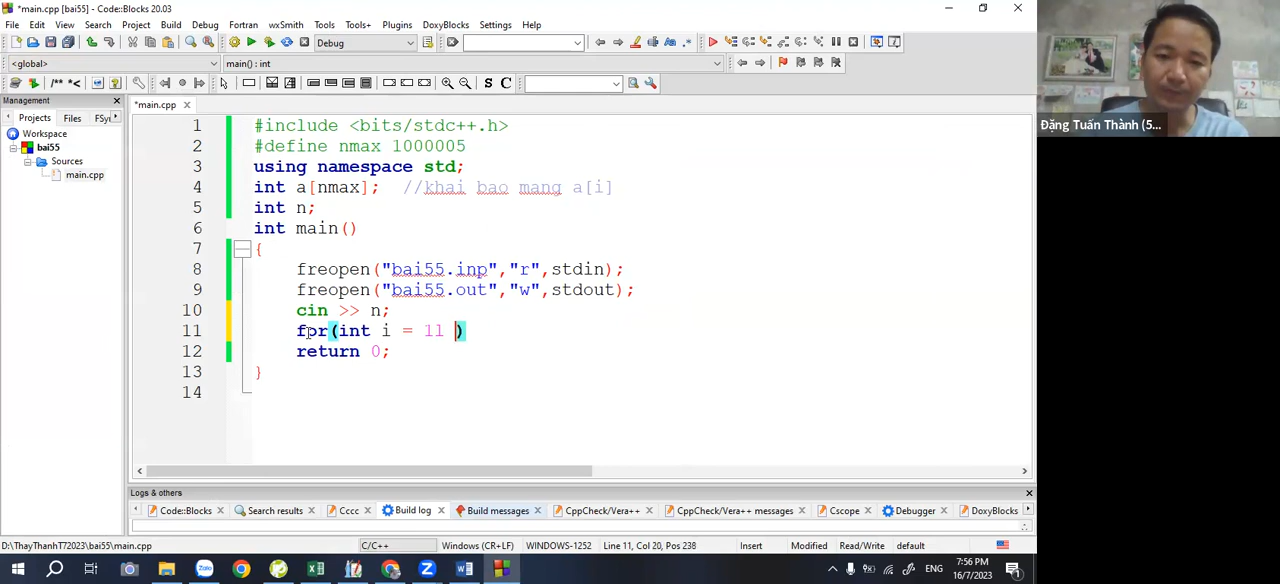 *main.cpp [bai55] - Code::Blocks 20.03
File Edit View Search Project Build Debug Fortran wxSmith Tools Tools+ Plugins DoxyBlocks Settings Help
Debug
<global> main() : int
/** *< S C
Management
Projects Files FSy
Workspace
bai55
Sources
main.cpp
*main.cpp
1 #include <bits/stdc++.h>
2 #define nmax 1000005
3 using namespace std;
4 int a[nmax]; //khai bao mang a[i]
5 int n;
6 int main()
7 {
8 freopen("bai55.inp","r",stdin);
9 freopen("bai55.out","w",stdout);
10 cin >> n;
11 for(int i = 11 )
12 return 0;
13 }
14
Logs & others
Code::Blocks Search results Cccc Build log Build messages CppCheck/Vera++ CppCheck/Vera++ messages Cscope Debugger DoxyBlocks
D:\ThayThanhT72023\bai55\main.cpp C/C++ Windows (CR+LF) WINDOWS-1252 Line 11, Col 20, Pos 238 Insert Modified Read/Write default
ENG 7:56 PM 16/7/2023
Đặng Tuấn Thành (5...